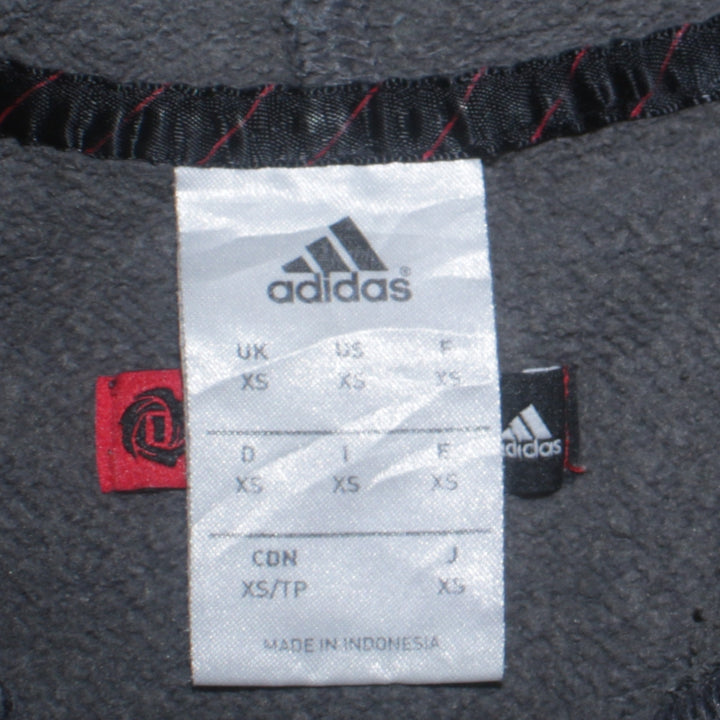 adidas®
UK US F
XS XS XS
D I E
XS XS XS
CDN J
XS/TP XS
MADE IN INDONESIA
D
adidas